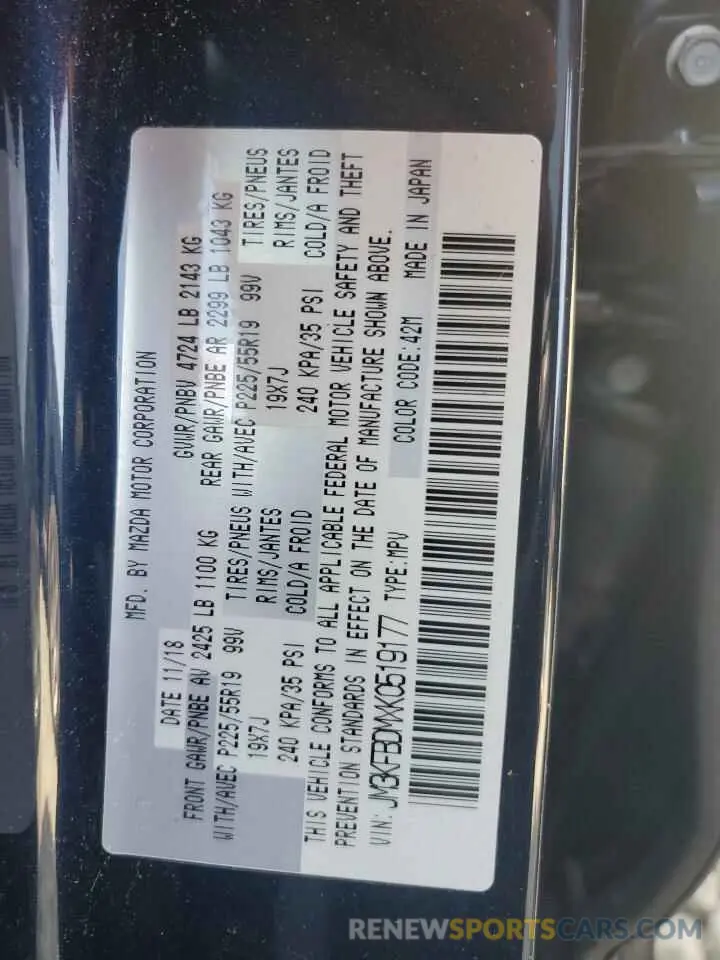 MFD. BY MAZDA MOTOR CORPORATION
DATE 11/18 GVWR/PNBV 4724 LB 2143 KG
FRONT GAWR/PNBE AV 2425 LB 1100 KG REAR GAWR/PNBE AR 2299 LB 1043 KG
WITH/AVEC P225/55R19 99V TIRES/PNEUS WITH/AVEC P225/55R19 99V TIRES/PNEUS
19X7J RIMS/JANTES 19X7J RIMS/JANTES
240 KPA/35 PSI COLD/A FROID 240 KPA/35 PSI COLD/A FROID
THIS VEHICLE CONFORMS TO ALL APPLICABLE FEDERAL MOTOR VEHICLE SAFETY AND THEFT
PREVENTION STANDARDS IN EFFECT ON THE DATE OF MANUFACTURE SHOWN ABOVE.
VIN: JM3KFBDMXK0519177 TYPE:MPV COLOR CODE:42M MADE IN JAPAN
RENEWSPORTSCARS.COM